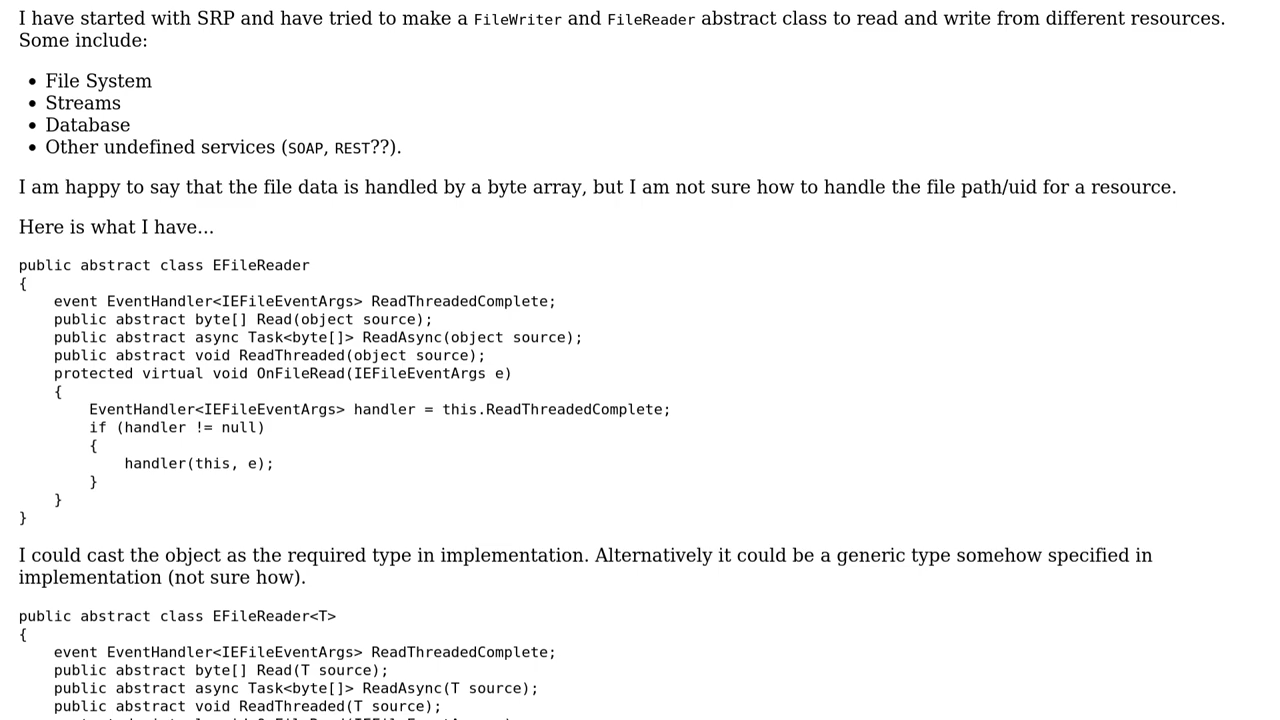 I have started with SRP and have tried to make a FileWriter and FileReader abstract class to read and write from different resources.
Some include:
• File System
• Streams
• Database
• Other undefined services (SOAP, REST??).
I am happy to say that the file data is handled by a byte array, but I am not sure how to handle the file path/uid for a resource.
Here is what I have...
public abstract class EFileReader
{
    event EventHandler<IEFileEventArgs> ReadThreadedComplete;
    public abstract byte[] Read(object source);
    public abstract async Task<byte[]> ReadAsync(object source);
    public abstract void ReadThreaded(object source);
    protected virtual void OnFileRead(IEFileEventArgs e)
    {
        EventHandler<IEFileEventArgs> handler = this.ReadThreadedComplete;
        if (handler != null)
        {
            handler(this, e);
        }
    }
}
I could cast the object as the required type in implementation. Alternatively it could be a generic type somehow specified in
implementation (not sure how).
public abstract class EFileReader<T>
{
    event EventHandler<IEFileEventArgs> ReadThreadedComplete;
    public abstract byte[] Read(T source);
    public abstract async Task<byte[]> ReadAsync(T source);
    public abstract void ReadThreaded(T source);